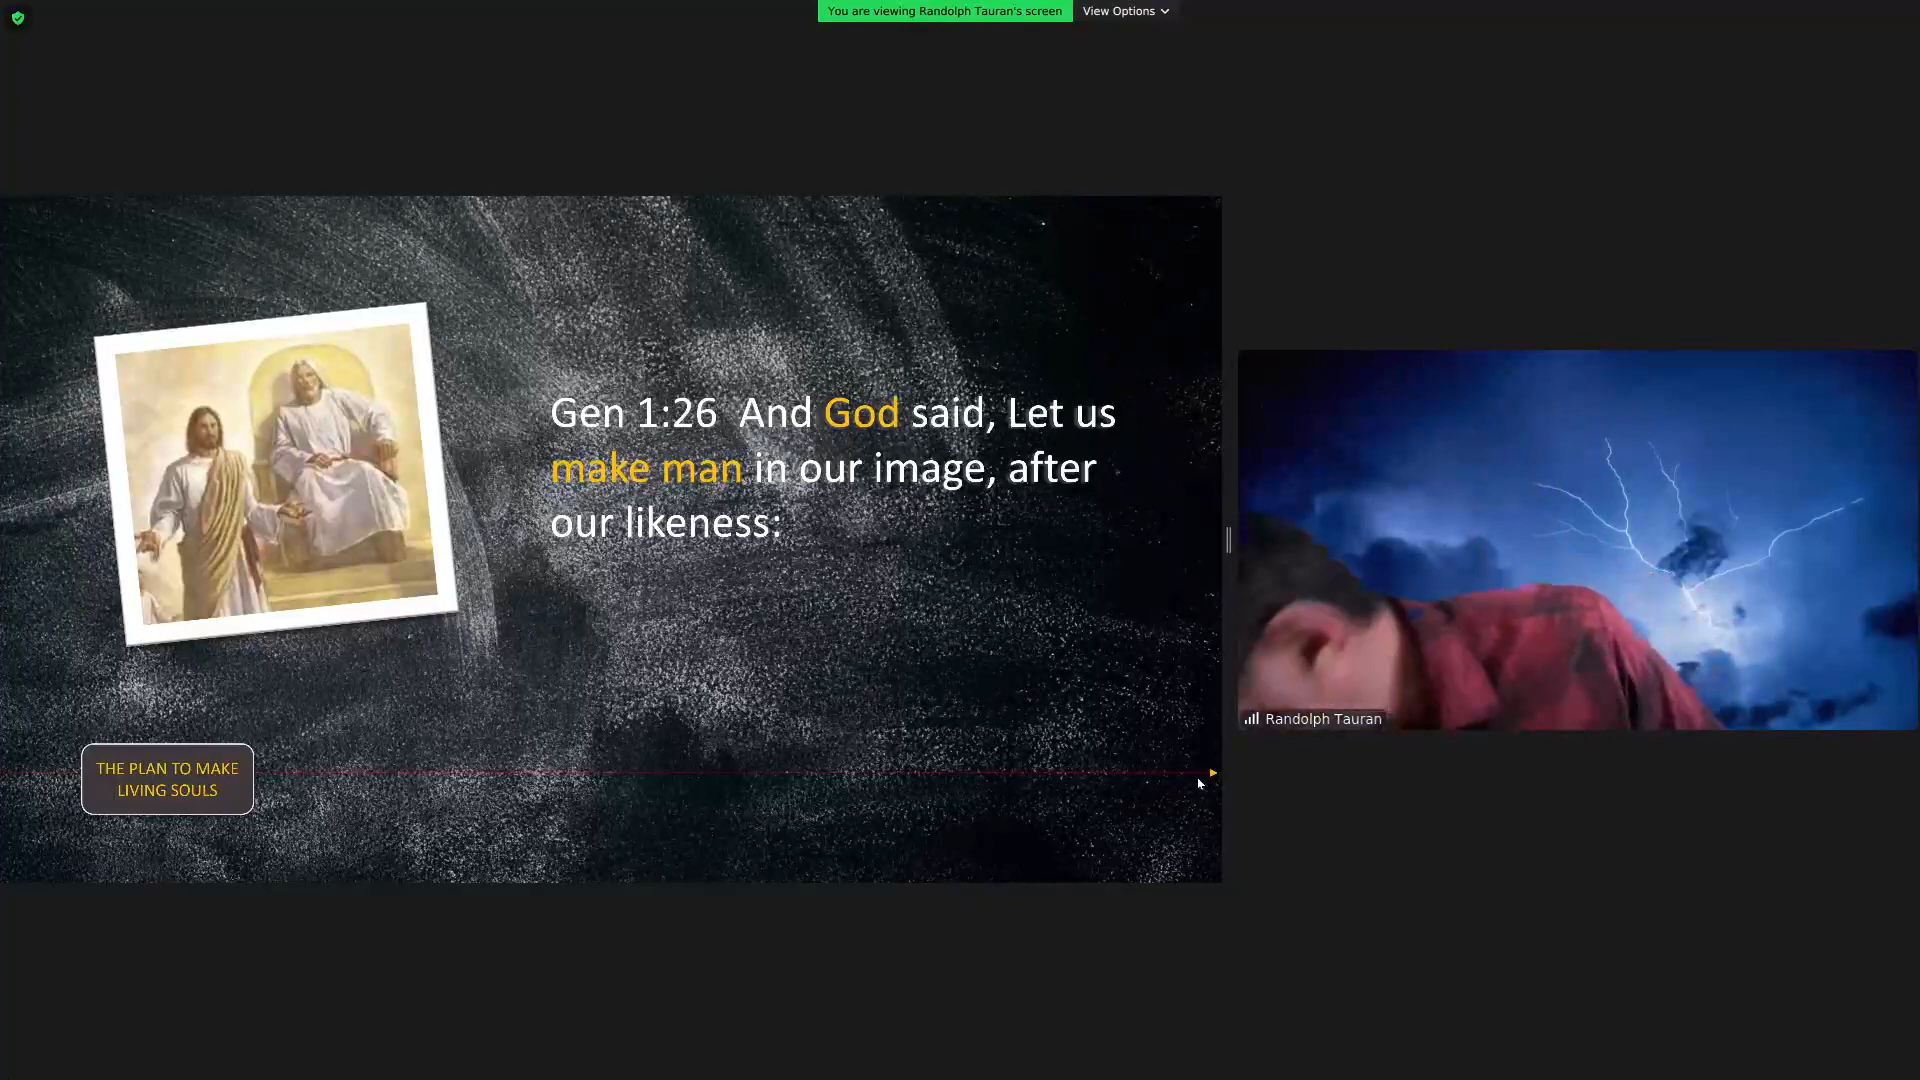 You are viewing Randolph Tauran's screen
View Options
Gen 1:26  And God said, Let us
make man in our image, after
our likeness:
Randolph Tauran
THE PLAN TO MAKE
LIVING SOULS